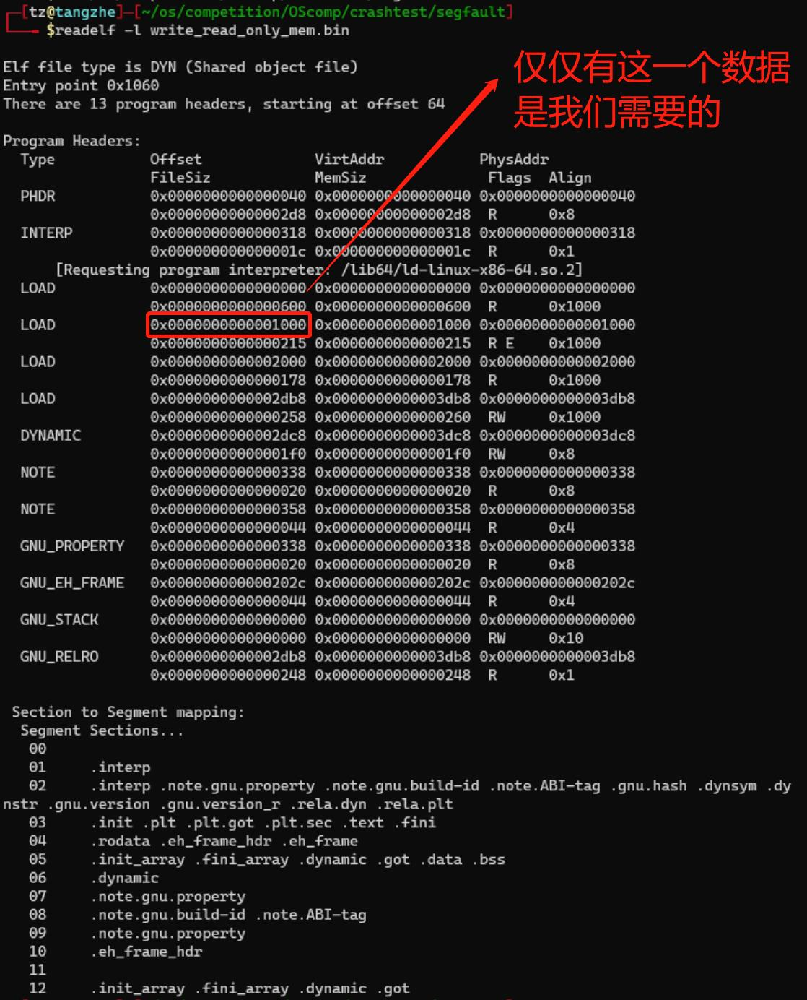 [tz@tangzhe]─[~/os/competition/OScomp/crashtest/segfault]
$readelf -l write_read_only_mem.bin
仅仅有这一个数据
是我们需要的
Elf file type is DYN (Shared object file)
Entry point 0x1060
There are 13 program headers, starting at offset 64
Program Headers:
Type Offset VirtAddr PhysAddr
FileSiz MemSiz Flags Align
PHDR 0x0000000000000040 0x0000000000000040 0x0000000000000040
0x00000000000002d8 0x00000000000002d8 R 0x8
INTERP 0x0000000000000318 0x0000000000000318 0x0000000000000318
0x000000000000001c 0x000000000000001c R 0x1
[Requesting program interpreter: /lib64/ld-linux-x86-64.so.2]
LOAD 0x0000000000000000 0x0000000000000000 0x0000000000000000
0x0000000000000600 0x0000000000000600 R 0x1000
LOAD 0x0000000000001000 0x0000000000001000 0x0000000000001000
0x0000000000000215 0x0000000000000215 R E 0x1000
LOAD 0x0000000000002000 0x0000000000002000 0x0000000000002000
0x0000000000000178 0x0000000000000178 R 0x1000
LOAD 0x0000000000002db8 0x0000000000003db8 0x0000000000003db8
0x0000000000000258 0x0000000000000260 RW 0x1000
DYNAMIC 0x0000000000002dc8 0x0000000000003dc8 0x0000000000003dc8
0x00000000000001f0 0x00000000000001f0 RW 0x8
NOTE 0x0000000000000338 0x0000000000000338 0x0000000000000338
0x0000000000000020 0x0000000000000020 R 0x8
NOTE 0x0000000000000358 0x0000000000000358 0x0000000000000358
0x0000000000000044 0x0000000000000044 R 0x4
GNU_PROPERTY 0x0000000000000338 0x0000000000000338 0x0000000000000338
0x0000000000000020 0x0000000000000020 R 0x8
GNU_EH_FRAME 0x000000000000202c 0x000000000000202c 0x000000000000202c
0x0000000000000044 0x0000000000000044 R 0x4
GNU_STACK 0x0000000000000000 0x0000000000000000 0x0000000000000000
0x0000000000000000 0x0000000000000000 RW 0x10
GNU_RELRO 0x0000000000002db8 0x0000000000003db8 0x0000000000003db8
0x0000000000000248 0x0000000000000248 R 0x1
Section to Segment mapping:
Segment Sections...
00
01 .interp
02 .interp .note.gnu.property .note.gnu.build-id .note.ABI-tag .gnu.hash .dynsym .dy
nstr .gnu.version .gnu.version_r .rela.dyn .rela.plt
03 .init .plt .plt.got .plt.sec .text .fini
04 .rodata .eh_frame_hdr .eh_frame
05 .init_array .fini_array .dynamic .got .data .bss
06 .dynamic
07 .note.gnu.property
08 .note.gnu.build-id .note.ABI-tag
09 .note.gnu.property
10 .eh_frame_hdr
11
12 .init_array .fini_array .dynamic .got